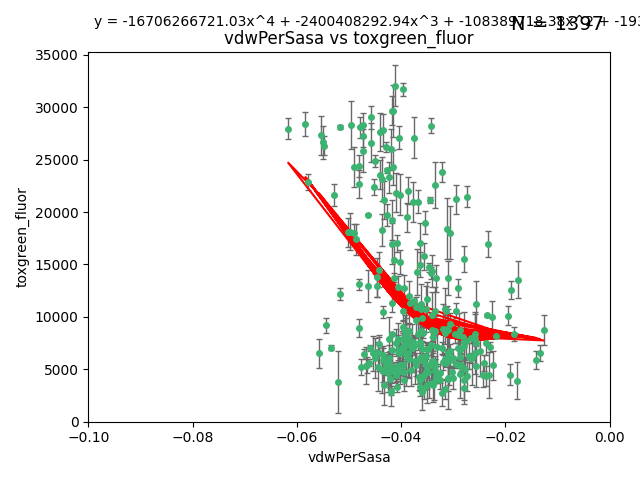 y = -16706266721.03x^4 + -2400408292.94x^3 +
N = 1397
vdwPerSasa vs toxgreen_fluor
35000
30000
25000
20000
15000
10000
5000
0
toxgreen_fluor
−0.10
−0.08
−0.06
−0.04
−0.02
0.00
vdwPerSasa